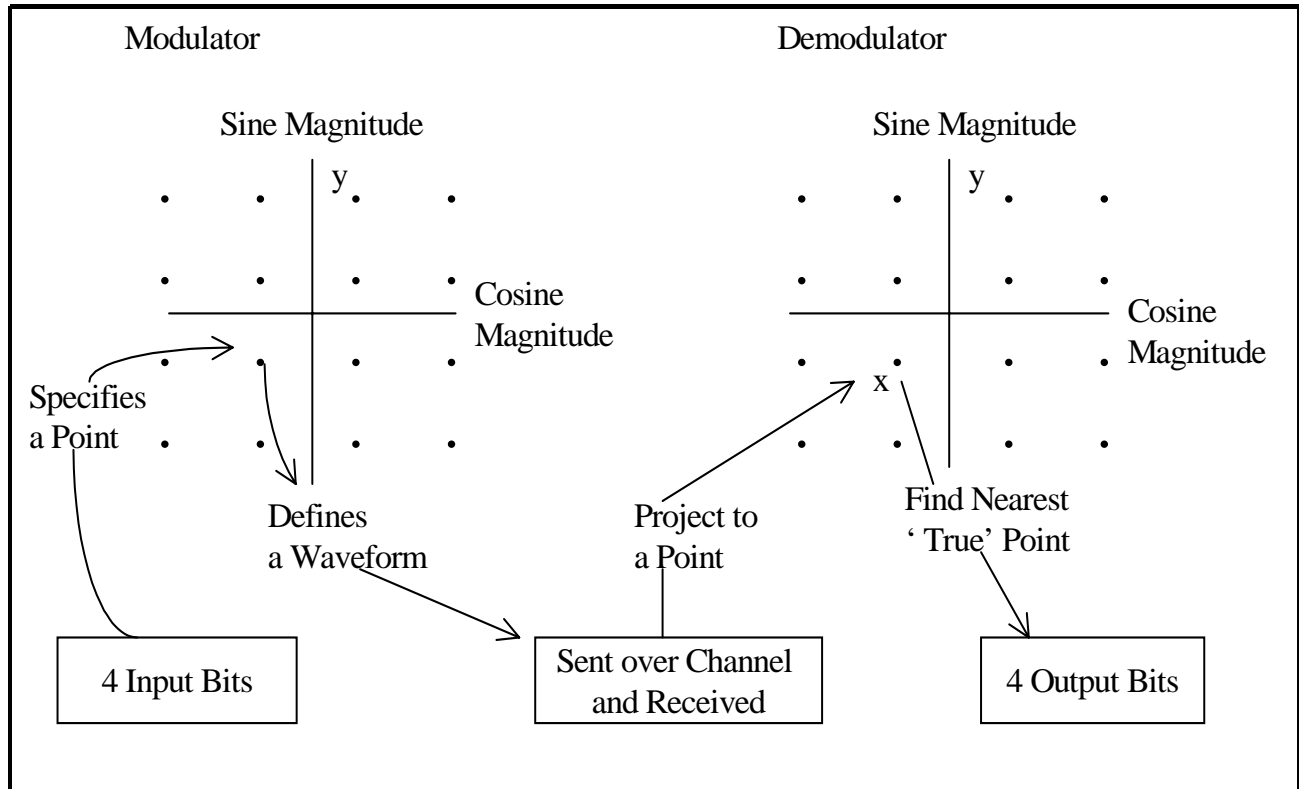 Modulator
Demodulator
Sine Magnitude
Sine Magnitude
y
y
Cosine
Magnitude
Cosine
Magnitude
Specifies
a Point
x
Defines
a Waveform
Project to
a Point
Find Nearest
‘ True’ Point
4 Input Bits
Sent over Channel
and Received
4 Output Bits